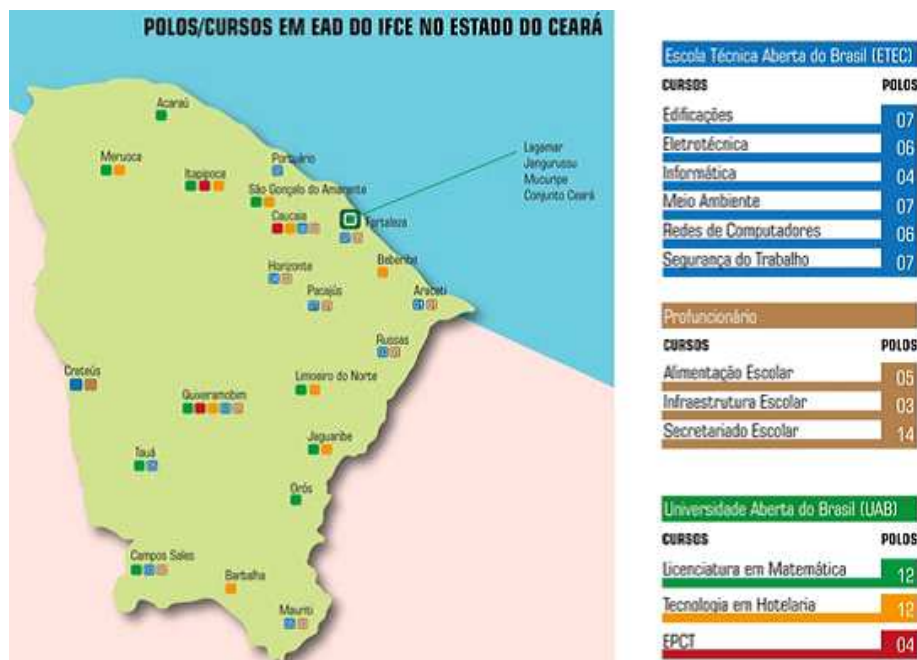 POLOS/CURSOS EM EAD DO IFCE NO ESTADO DO CEARÁ
Acaraú
Meruoca
Itapipoca
Portuário
São Gonçalo do Amarante
Caucaia
Lagamar
Jangurussu
Mucuripe
Conjunto Ceará
Fortaleza
Horizonte
Beberibe
Pacajús
Aracati
01 01
Russas
Crateús
Limoeiro do Norte
Quixeramobim
Jaguaribe
Tauá
Orós
Campos Sales
Barbalha
Mauriti
Escola Técnica Aberta do Brasil (ETEC)
CURSOS POLOS
Edificações 07
Eletrotécnica 06
Informática 04
Meio Ambiente 07
Redes de Computadores 06
Segurança do Trabalho 07
Profuncionário
CURSOS POLOS
Alimentação Escolar 05
Infraestrutura Escolar 03
Secretariado Escolar 14
Universidade Aberta do Brasil (UAB)
CURSOS POLOS
Licenciatura em Matemática 12
Tecnologia em Hotelaria 12
EPCT 04